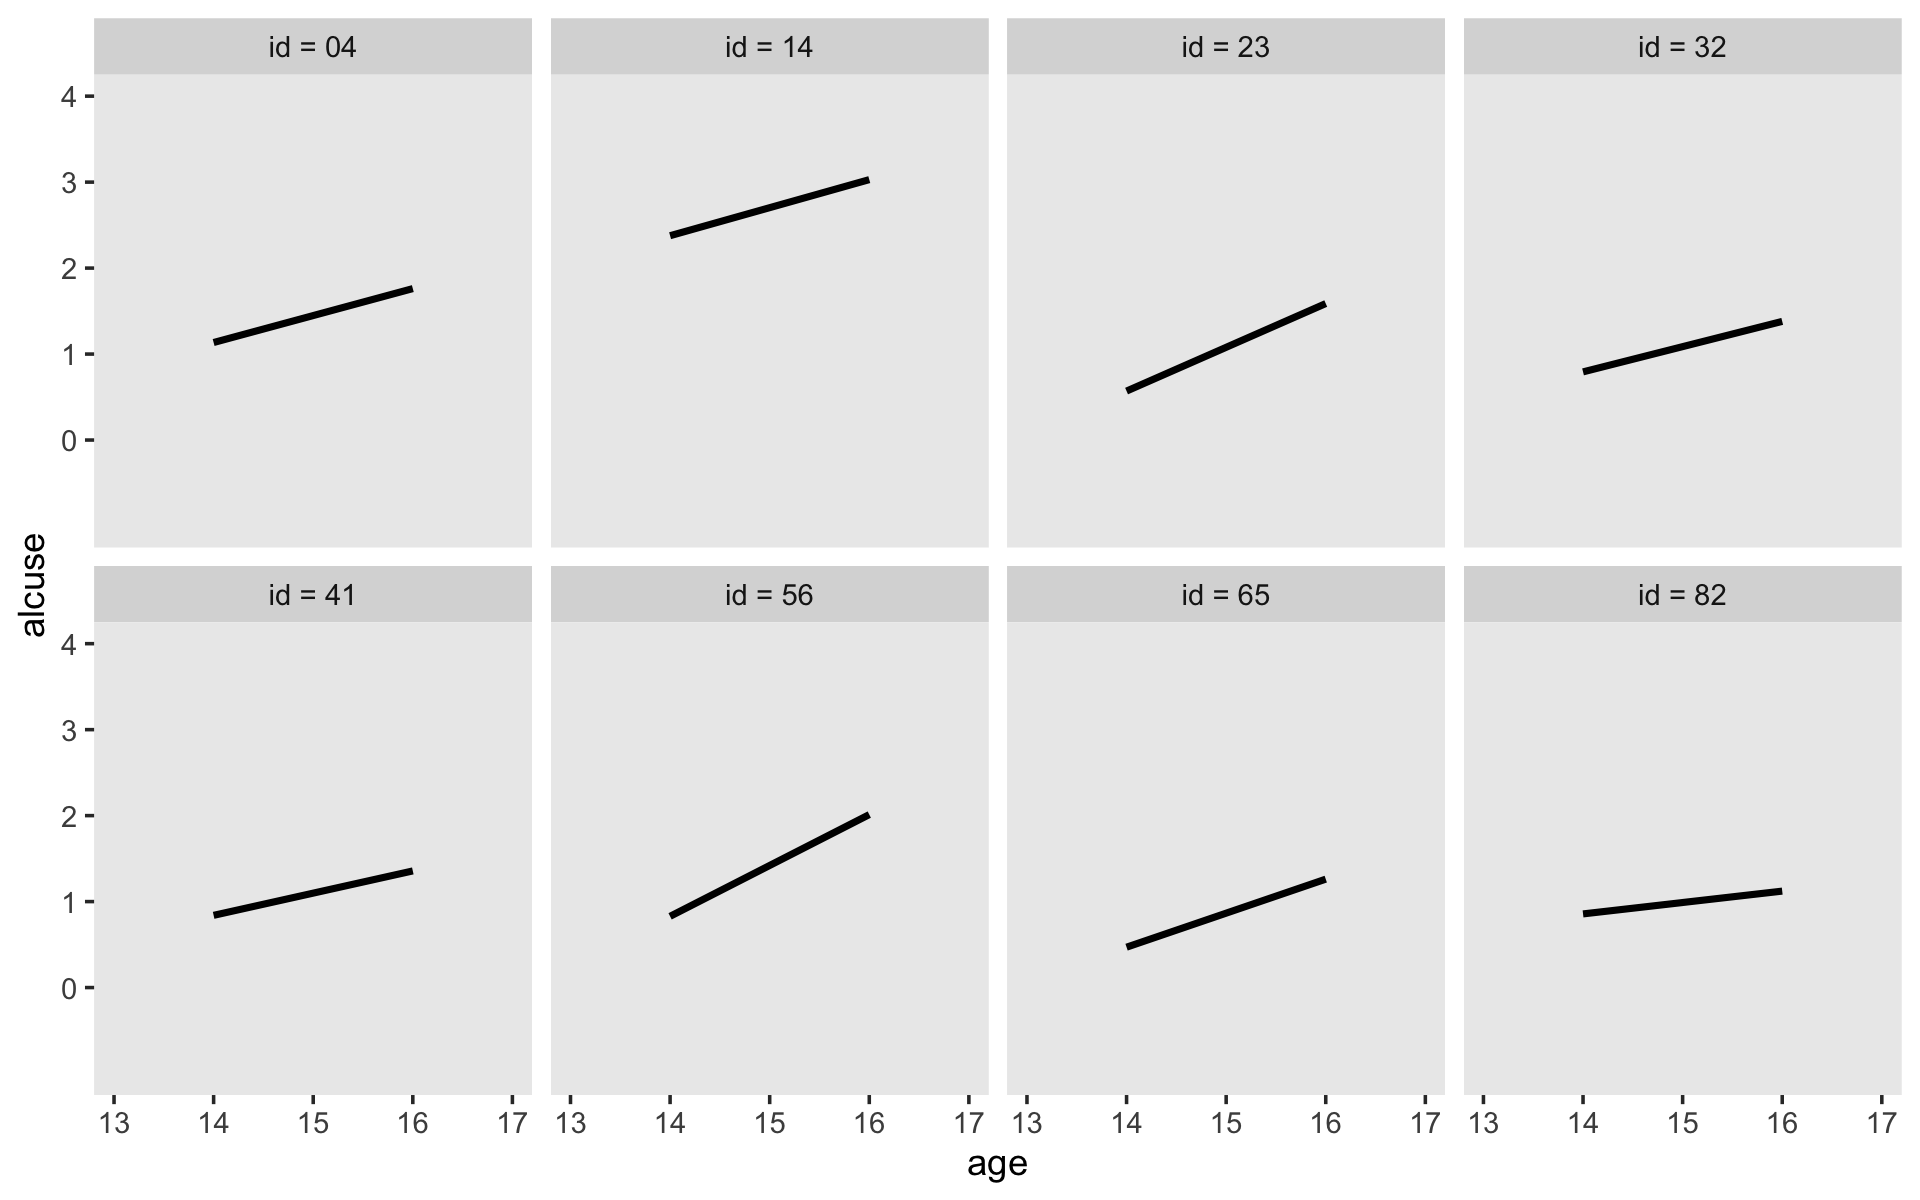 id = 04 id = 14 id = 23 id = 32
4
3
2
1
0
alcuse
id = 41 id = 56 id = 65 id = 82
4
3
2
1
0
13 14 15 16 17 13 14 15 16 17 13 14 15 16 17 13 14 15 16 17
age